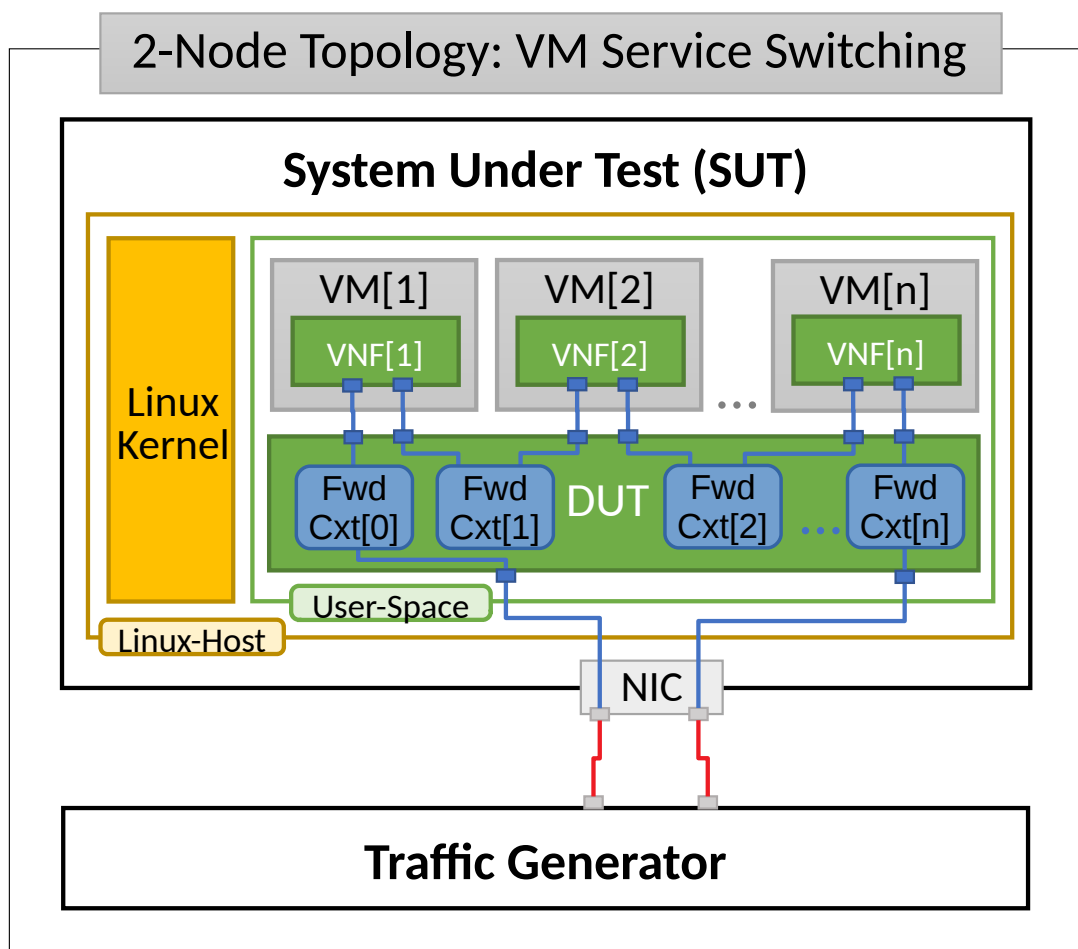 2-Node Topology: VM Service Switching
System Under Test (SUT)
Linux
Kernel
VM[1]
VNF[1]
VM[2]
VNF[2]
...
VM[n]
VNF[n]
Fwd
Cxt[0]
Fwd
Cxt[1]
DUT
Fwd
Cxt[2]
...
Fwd
Cxt[n]
User-Space
Linux-Host
NIC
Traffic Generator